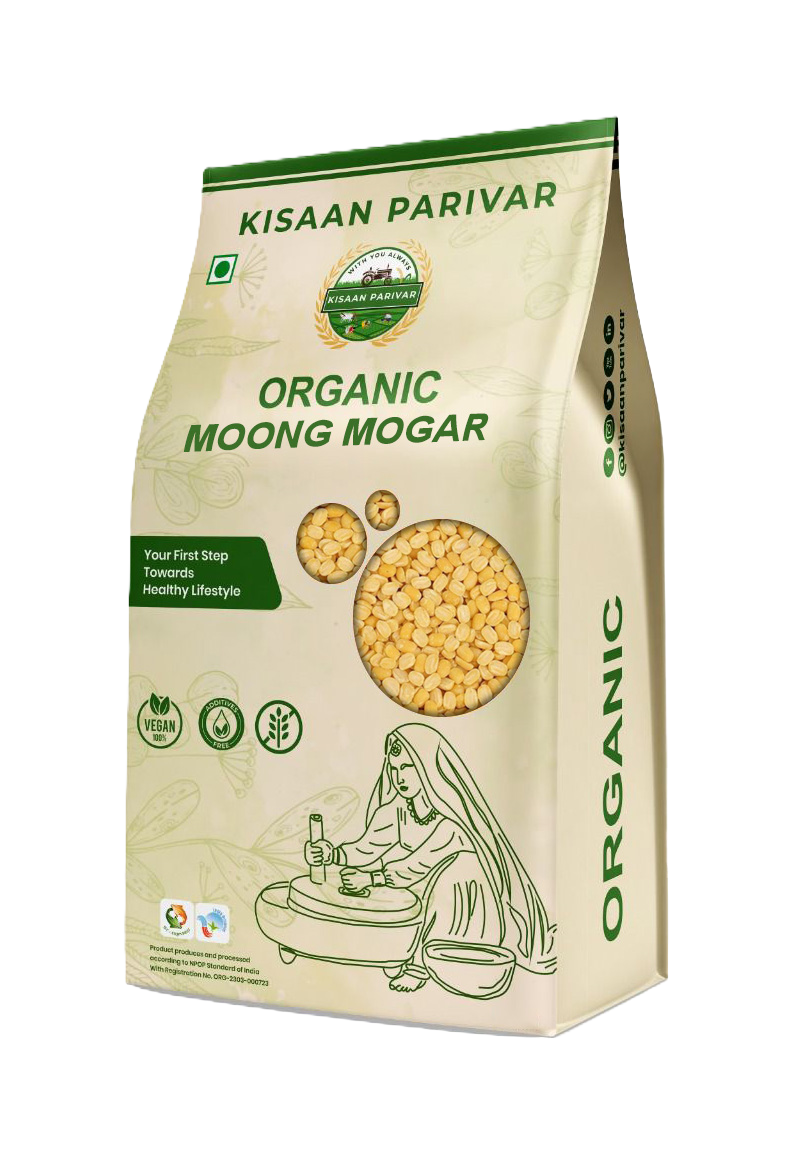 KISAAN PARIVAR
WITH YOU ALWAYS
KISAAN PARIVAR
ORGANIC
MOONG MOGAR
Your First Step
Towards
Healthy Lifestyle
VEGAN
100%
ADDITIVES
FREE
Product produces and processed
according to NPOP Standard of India
With Registration No. ORG-2303-000723
@kisaanparivar
ORGANIC